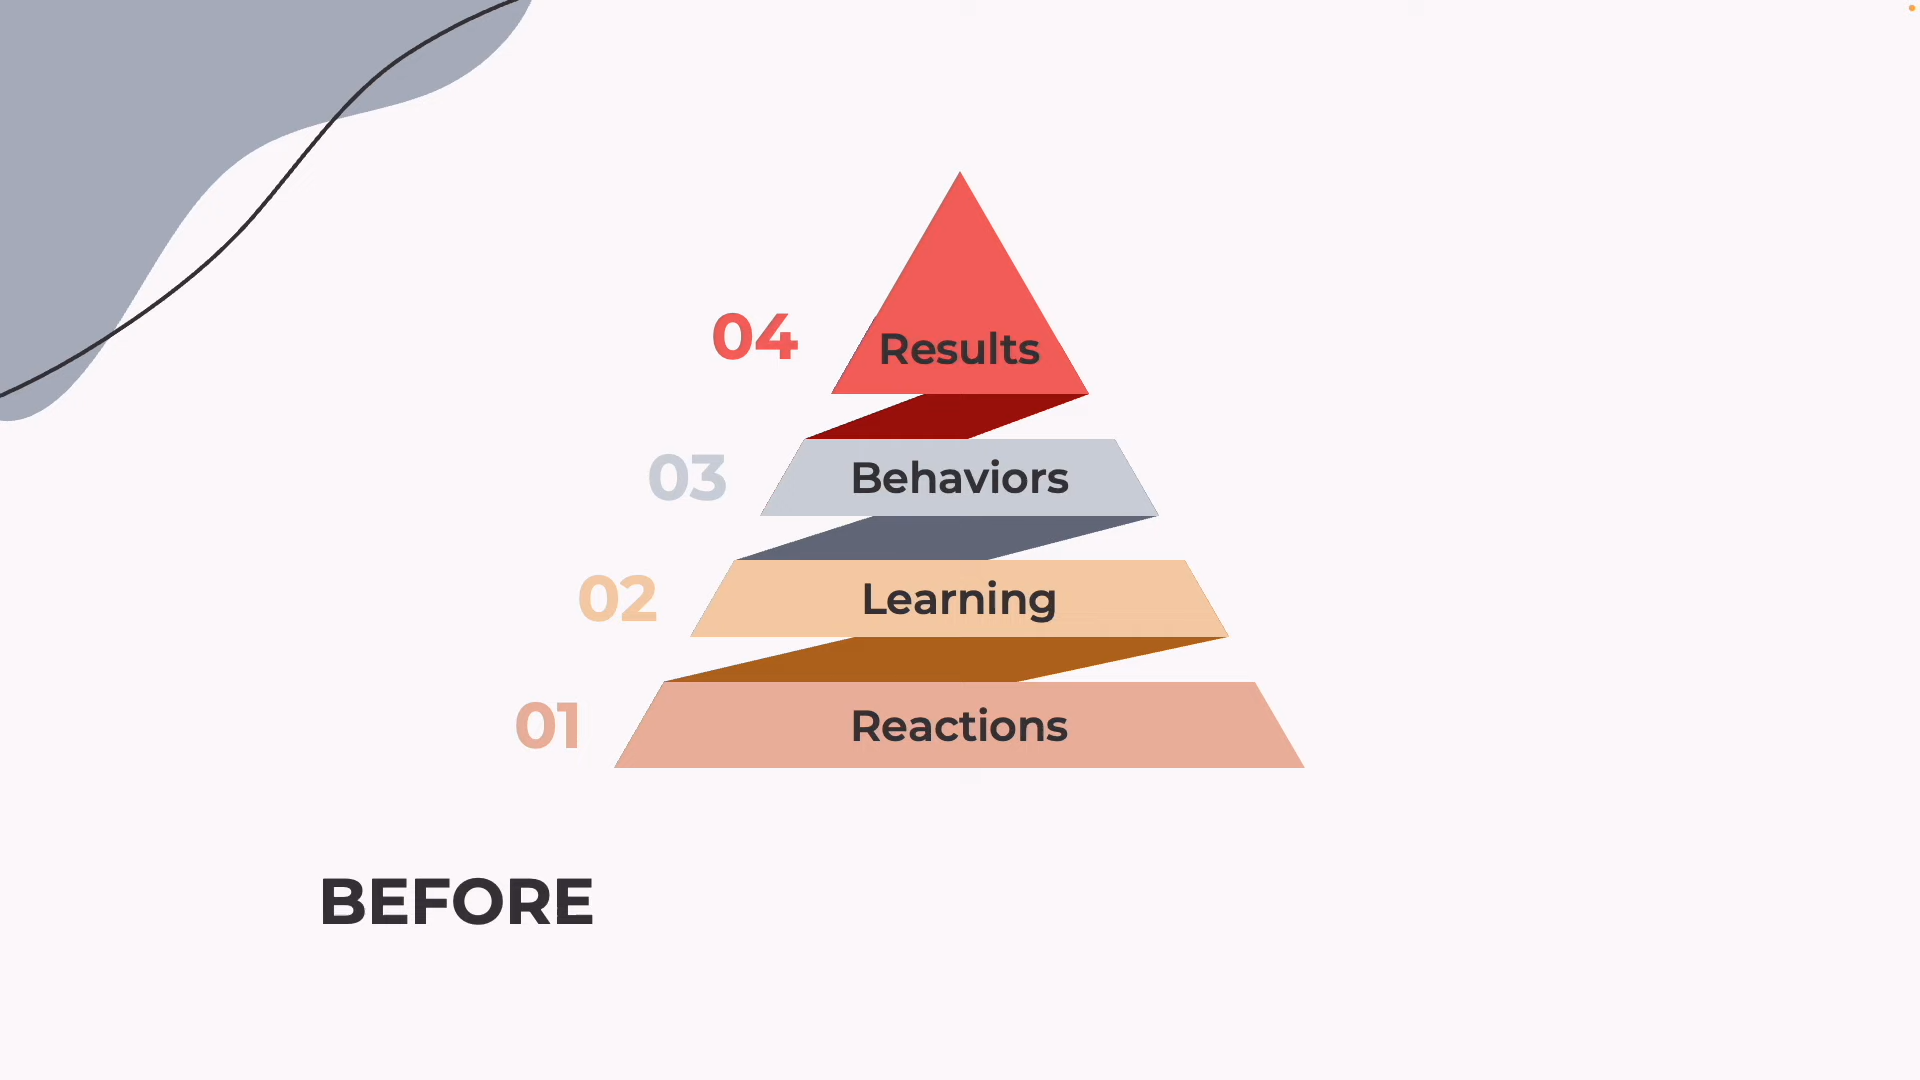 04
Results
03
Behaviors
02
Learning
01
Reactions
BEFORE